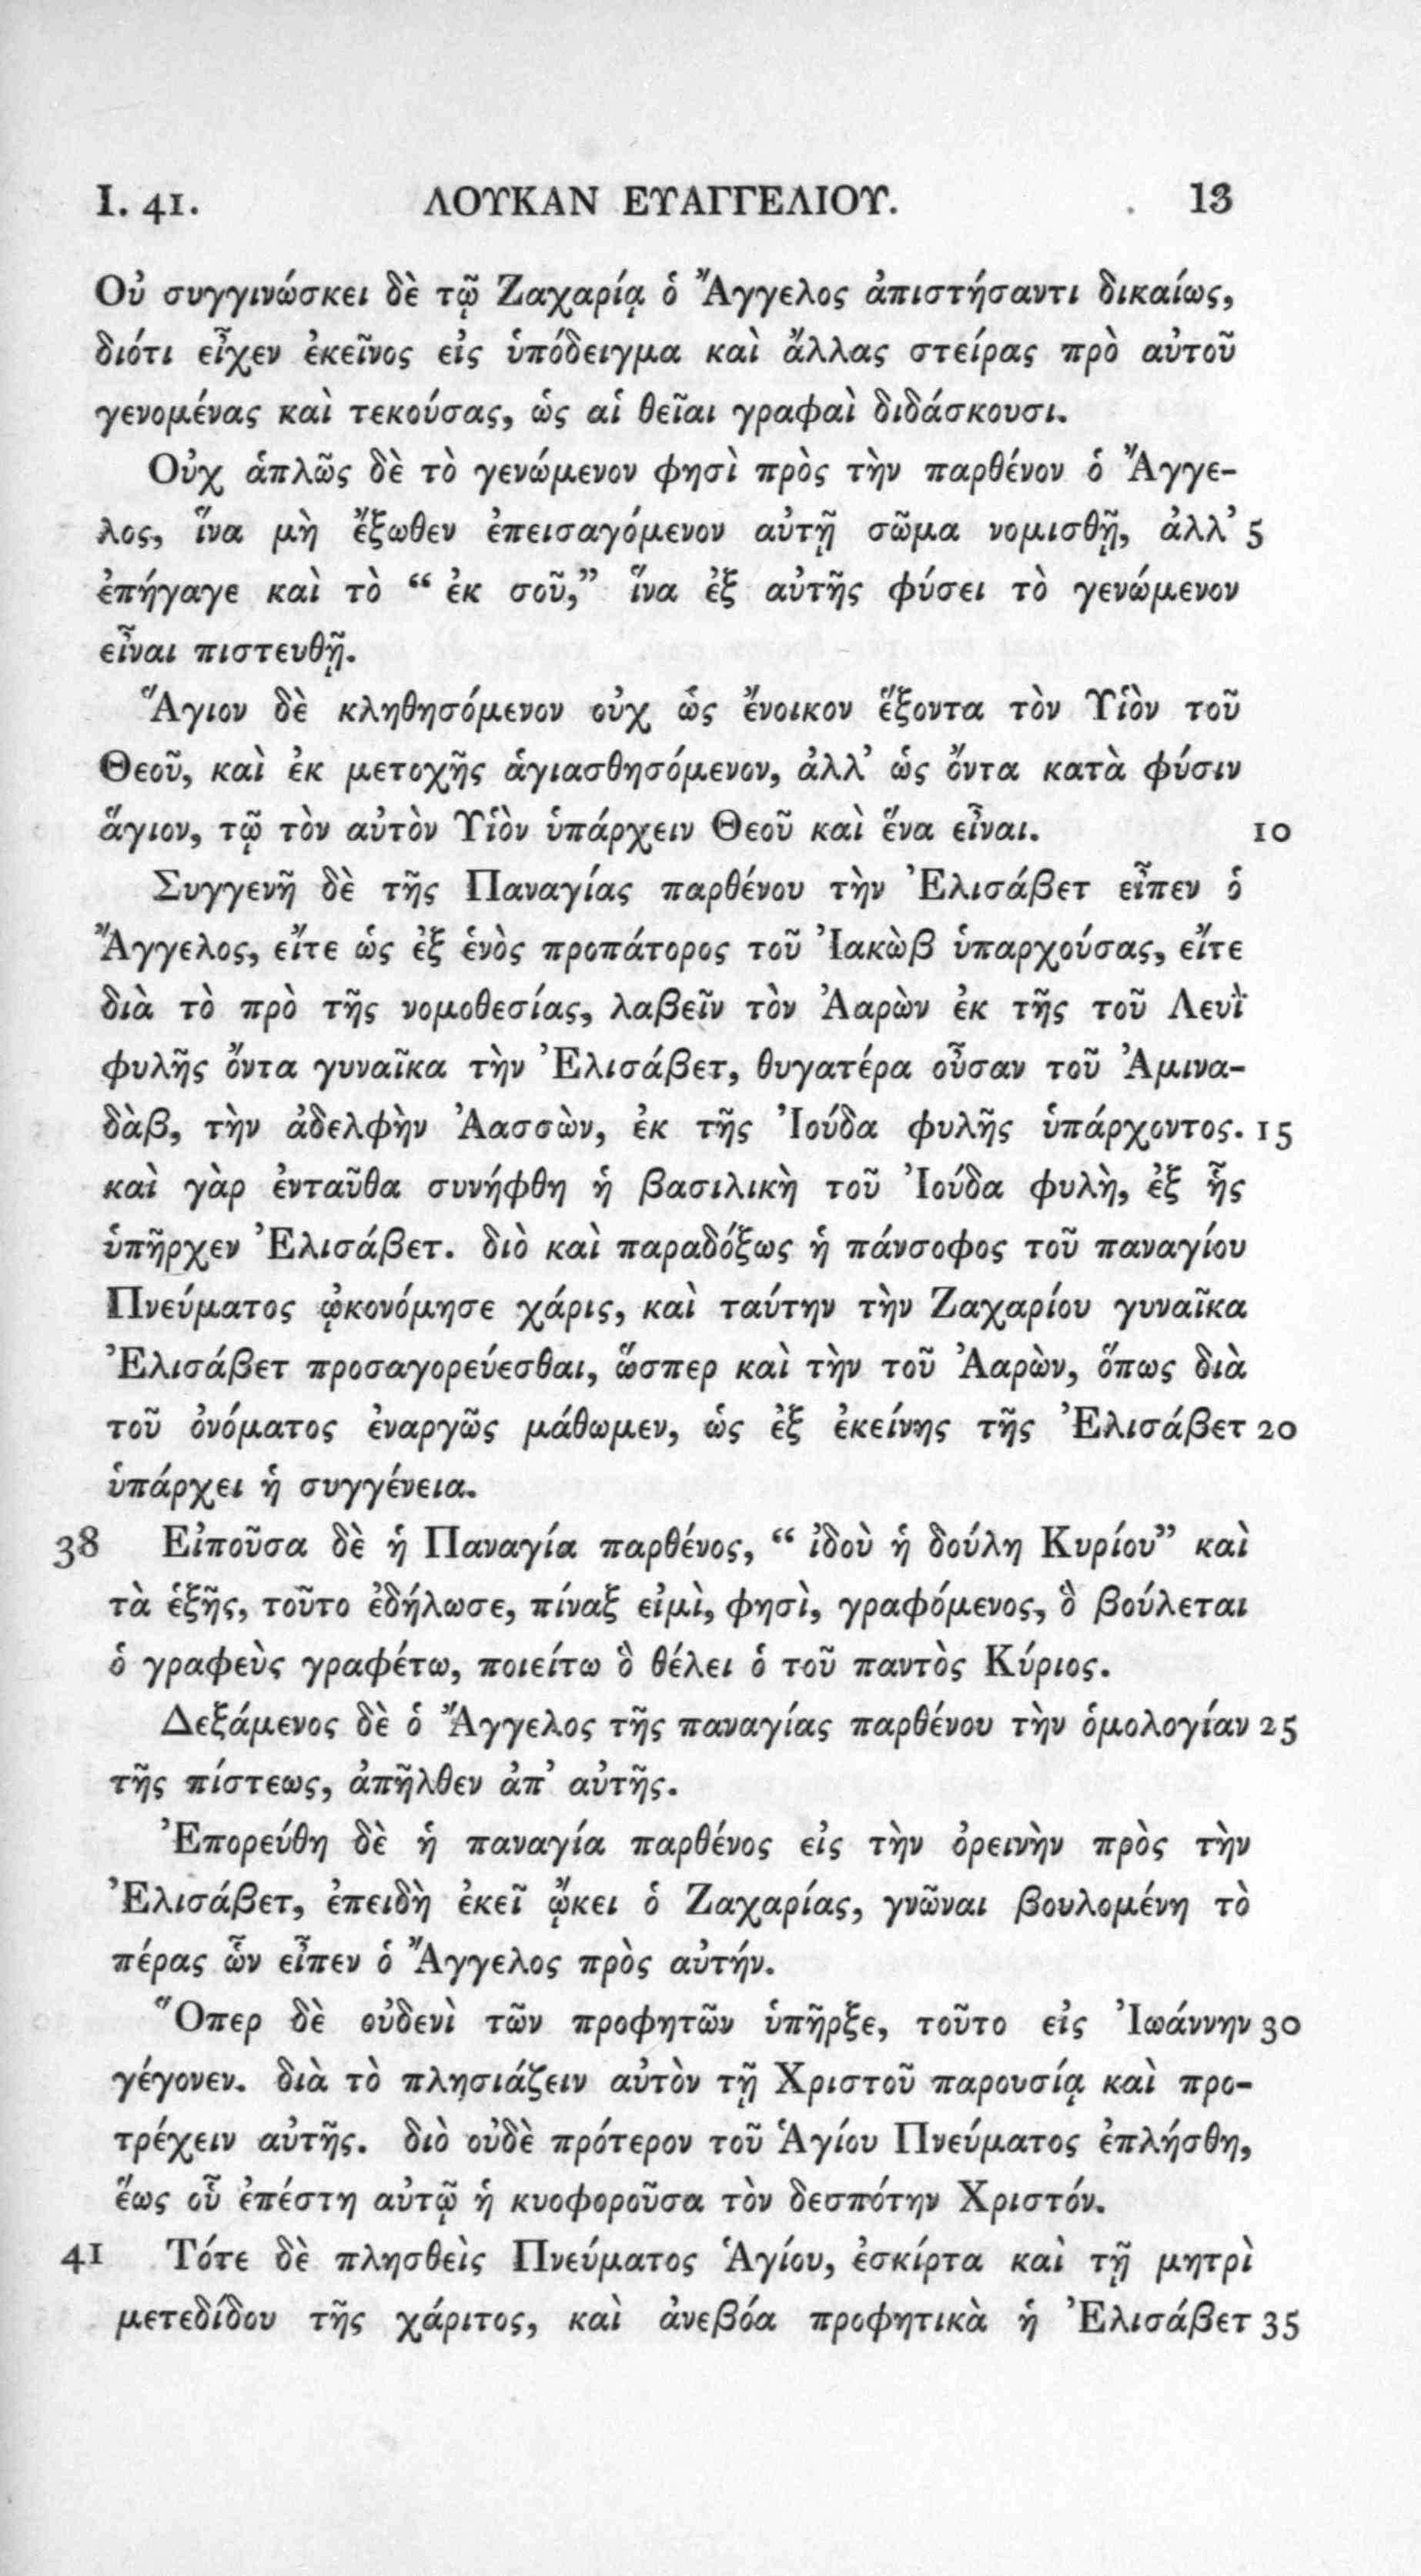 I. 41. ΛΟΥΚΑΝ ΕΥΑΓΓΕΛΙΟΥ. 13
Οὐ συγγινώσκει δὲ τῷ Ζαχαρίᾳ ὁ Ἄγγελος ἀπιστήσαντι δικαίως,
διότι εἶχεν ἐκεῖνος εἰς ὑπόδειγμα καὶ ἄλλας στείρας πρὸ αὐτοῦ
γενομένας καὶ τεκούσας, ὡς αἱ θεῖαι γραφαὶ διδάσκουσι.
Οὐχ ἁπλῶς δὲ τὸ γενώμενον φησὶ πρὸς τὴν παρθένον ὁ Ἄγγε-
λος, ἵνα μὴ ἔξωθεν ἐπεισαγόμενον αὐτῇ σῶμα νομισθῇ, ἀλλ’ 5
ἐπήγαγε καὶ τὸ “ ἐκ σοῦ,” ἵνα ἐξ αὐτῆς φύσει τὸ γενώμενον
εἶναι πιστευθῇ.
Ἅγιον δὲ κληθησόμενον οὐχ ὡς ἔνοικον ἕξοντα τὸν Υἱὸν τοῦ
Θεοῦ, καὶ ἐκ μετοχῆς ἁγιασθησόμενον, ἀλλ’ ὡς ὄντα κατὰ φύσιν
ἅγιον, τῷ τὸν αὐτὸν Υἱὸν ὑπάρχειν Θεοῦ καὶ ἕνα εἶναι. 10
Συγγενῆ δὲ τῆς Παναγίας παρθένου τὴν Ἐλισάβετ εἶπεν ὁ
Ἄγγελος, εἴτε ὡς ἐξ ἑνὸς προπάτορος τοῦ Ἰακὼβ ὑπαρχούσας, εἴτε
διὰ τὸ πρὸ τῆς νομοθεσίας, λαβεῖν τὸν Ἀαρὼν ἐκ τῆς τοῦ Λευῒ
φυλῆς ὄντα γυναῖκα τὴν Ἐλισάβετ, θυγατέρα οὖσαν τοῦ Ἀμινα-
δὰβ, τὴν ἀδελφὴν Ἀασσὼν, ἐκ τῆς Ἰούδα φυλῆς ὑπάρχοντος. 15
καὶ γὰρ ἐνταῦθα συνήφθη ἡ βασιλικὴ τοῦ Ἰούδα φυλὴ, ἐξ ἧς
ὑπῆρχεν Ἐλισάβετ. διὸ καὶ παραδόξως ἡ πάνσοφος τοῦ παναγίου
Πνεύματος ᾠκονόμησε χάρις, καὶ ταύτην τὴν Ζαχαρίου γυναῖκα
Ἐλισάβετ προσαγορεύεσθαι, ὥσπερ καὶ τὴν τοῦ Ἀαρὼν, ὅπως διὰ
τοῦ ὀνόματος ἐναργῶς μάθωμεν, ὡς ἐξ ἐκείνης τῆς Ἐλισάβετ 20
ὑπάρχει ἡ συγγένεια.
38 Εἰποῦσα δὲ ἡ Παναγία παρθένος, “ ἰδοὺ ἡ δούλη Κυρίου” καὶ
τὰ ἑξῆς, τοῦτο ἐδήλωσε, πίναξ εἰμὶ, φησὶ, γραφόμενος, ὃ βούλεται
ὁ γραφεὺς γραφέτω, ποιείτω ὃ θέλει ὁ τοῦ παντὸς Κύριος.
Δεξάμενος δὲ ὁ Ἄγγελος τῆς παναγίας παρθένου τὴν ὁμολογίαν 25
τῆς πίστεως, ἀπῆλθεν ἀπ’ αὐτῆς.
Ἐπορεύθη δὲ ἡ παναγία παρθένος εἰς τὴν ὀρεινὴν πρὸς τὴν
Ἐλισάβετ, ἐπειδὴ ἐκεῖ ᾤκει ὁ Ζαχαρίας, γνῶναι βουλομένη τὸ
πέρας ὧν εἶπεν ὁ Ἄγγελος πρὸς αὐτήν.
Ὅπερ δὲ οὐδενὶ τῶν προφητῶν ὑπῆρξε, τοῦτο εἰς Ἰωάννην 30
γέγονεν. διὰ τὸ πλησιάζειν αὐτὸν τῇ Χριστοῦ παρουσίᾳ καὶ προ-
τρέχειν αὐτῆς. διὸ οὐδὲ πρότερον τοῦ Ἁγίου Πνεύματος ἐπλήσθη,
ἕως οὗ ἐπέστη αὐτῷ ἡ κυοφοροῦσα τὸν δεσπότην Χριστόν.
41 Τότε δὲ πλησθεὶς Πνεύματος Ἁγίου, ἐσκίρτα καὶ τῇ μητρὶ
μετεδίδου τῆς χάριτος, καὶ ἀνεβόα προφητικὰ ἡ Ἐλισάβετ 35